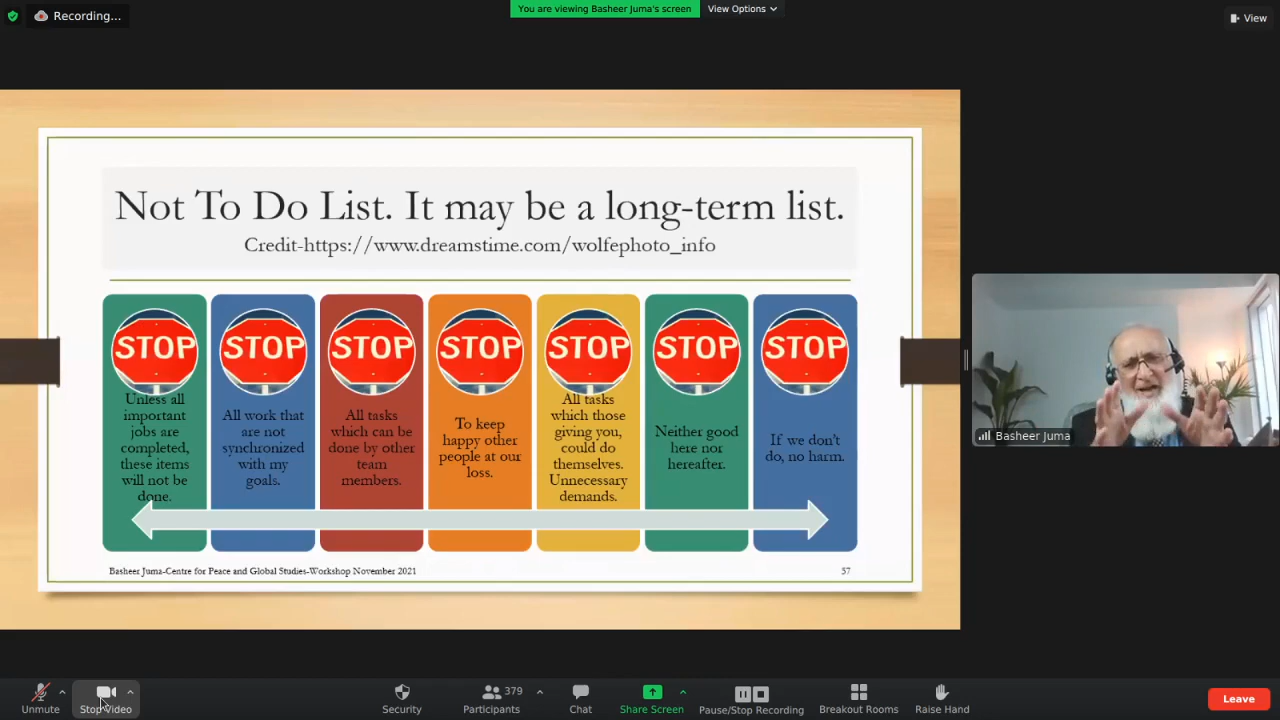 Recording...
You are viewing Basheer Juma's screen
View Options
View
Not To Do List. It may be a long-term list.
Credit-https://www.dreamstime.com/wolfephoto_info
STOP
Unless all
important
jobs are
completed,
these items
will not be
done.
STOP
All work that
are not
synchronized
with my
goals.
STOP
All tasks
which can be
done by other
team
members.
STOP
To keep
happy other
people at our
loss.
STOP
All tasks
which those
giving you,
could do
themselves.
Unnecessary
demands.
STOP
Neither good
here nor
hereafter.
STOP
If we don't
do, no harm.
Basheer Juma-Centre for Peace and Global Studies-Workshop November 2021
57
Basheer Juma
Unmute
Stop Video
Security
Participants
379
Chat
Share Screen
Pause/Stop Recording
Breakout Rooms
Raise Hand
Leave